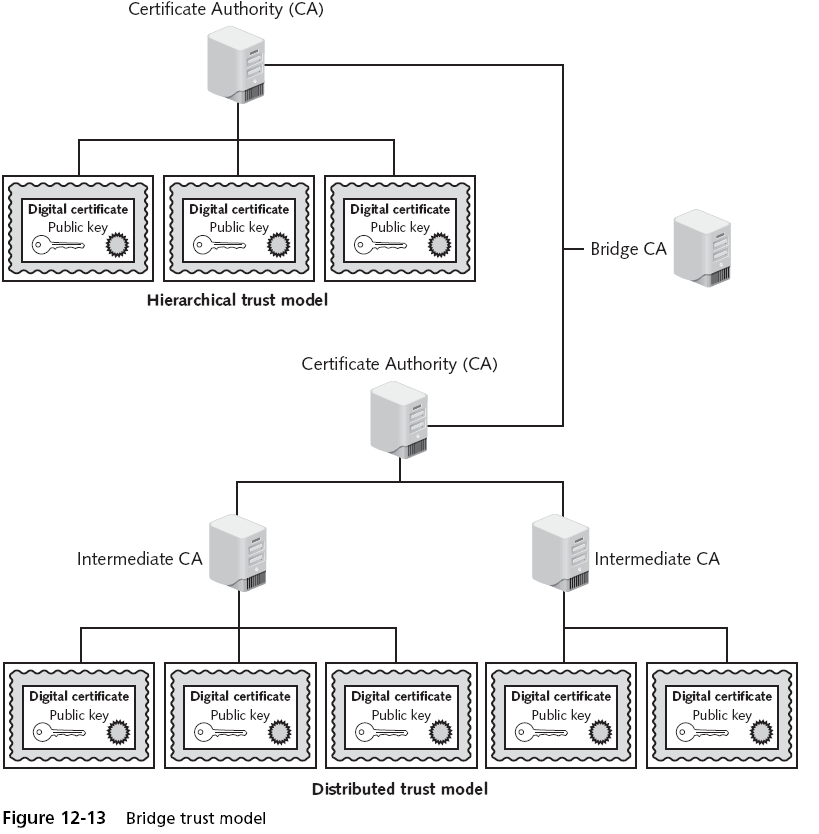 Certificate Authority (CA)
Digital certificate
Public key
Digital certificate
Public key
Digital certificate
Public key
Hierarchical trust model
Bridge CA
Certificate Authority (CA)
Intermediate CA
Intermediate CA
Digital certificate
Public key
Digital certificate
Public key
Digital certificate
Public key
Digital certificate
Public key
Digital certificate
Public key
Distributed trust model
Figure 12-13 Bridge trust model